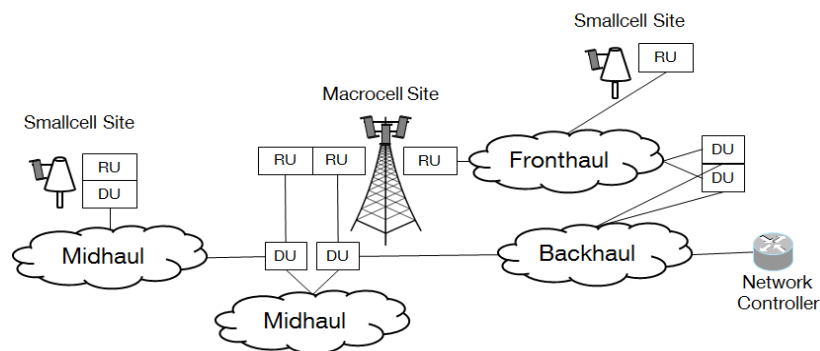 Smallcell Site
RU
Macrocell Site
Smallcell Site
RU
DU
RU
RU
RU
Fronthaul
DU
DU
Midhaul
DU
DU
Backhaul
Midhaul
Network
Controller